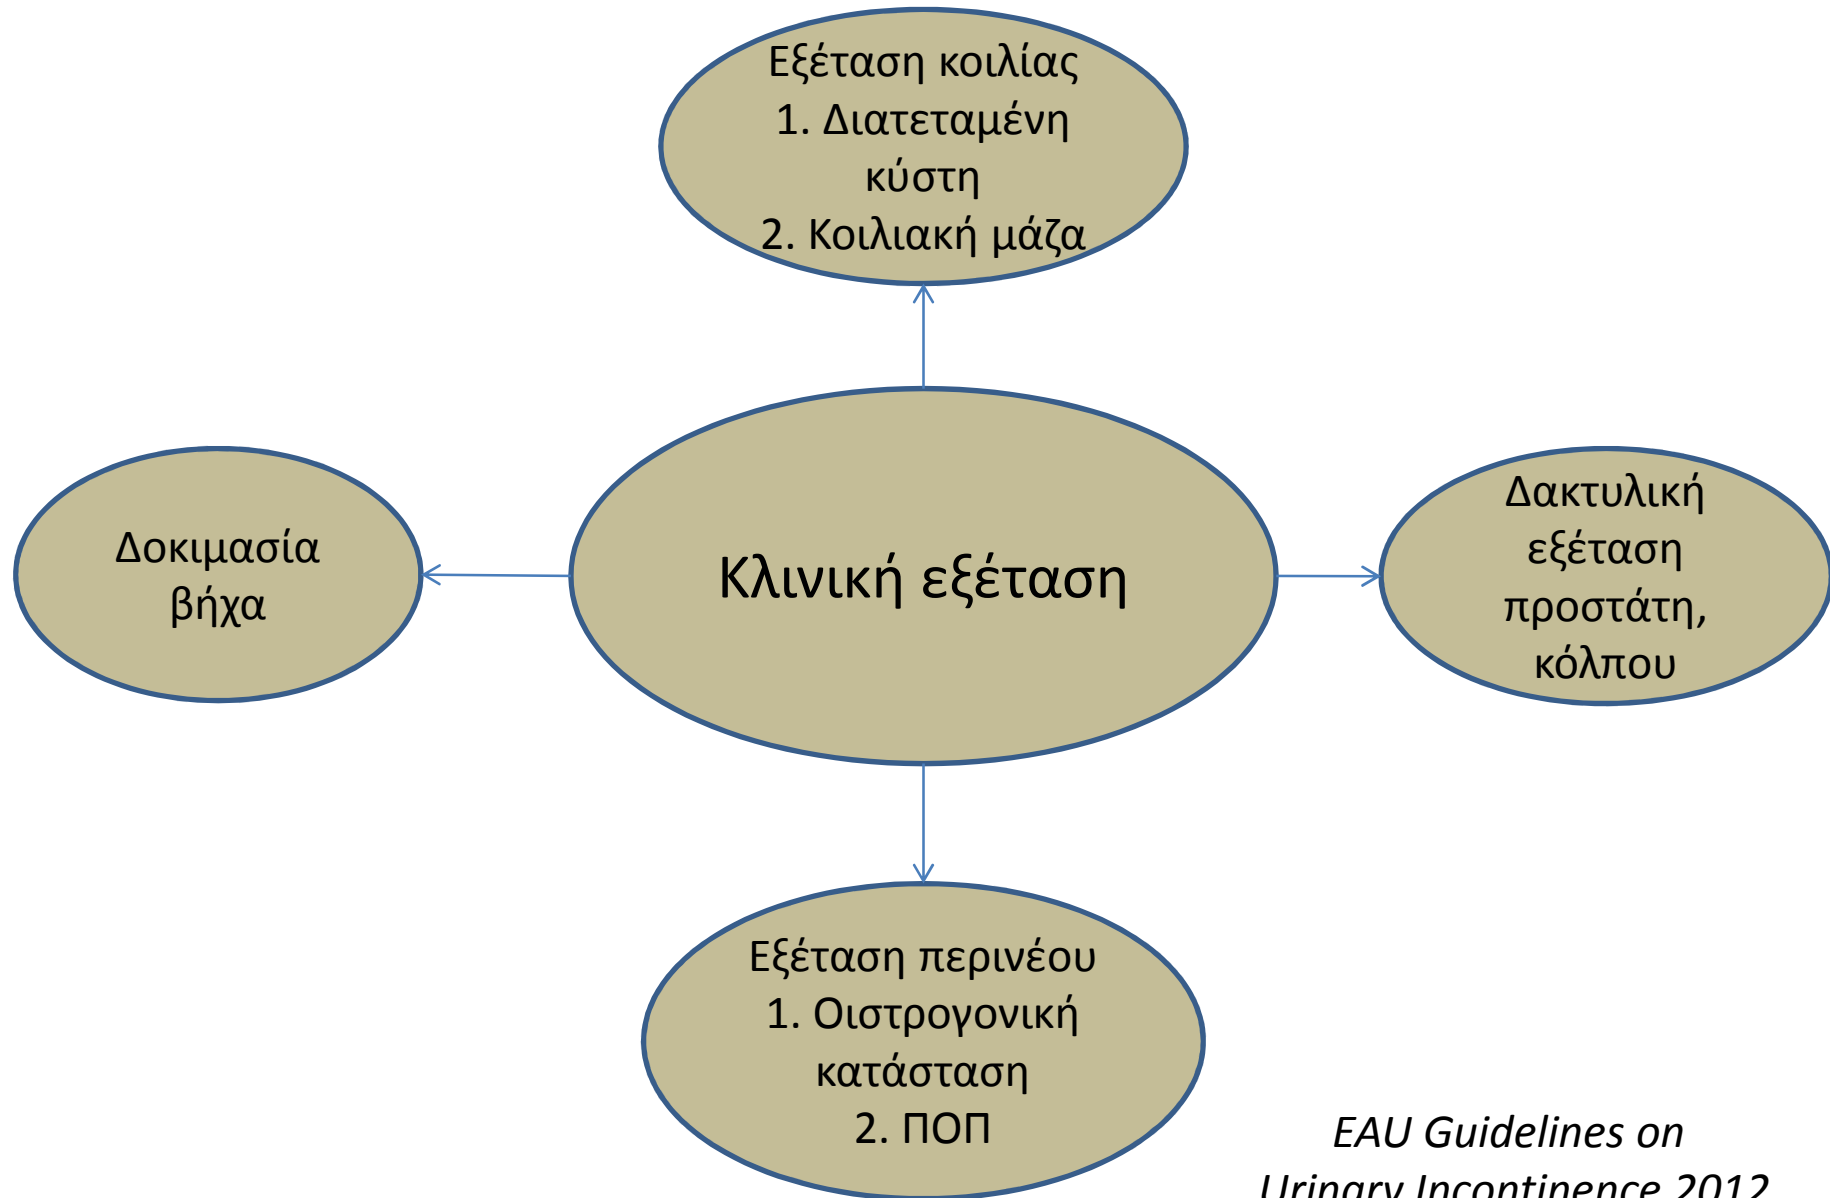 Εξέταση κοιλίας
1. Διατεταμένη
κύστη
2. Κοιλιακή μάζα
Δοκιμασία
βήχα
Κλινική εξέταση
Δακτυλική
εξέταση
προστάτη,
κόλπου
Εξέταση περινέου
1. Οιστρογονική
κατάσταση
2. ΠΟΠ
EAU Guidelines on
Urinary Incontinence 2012